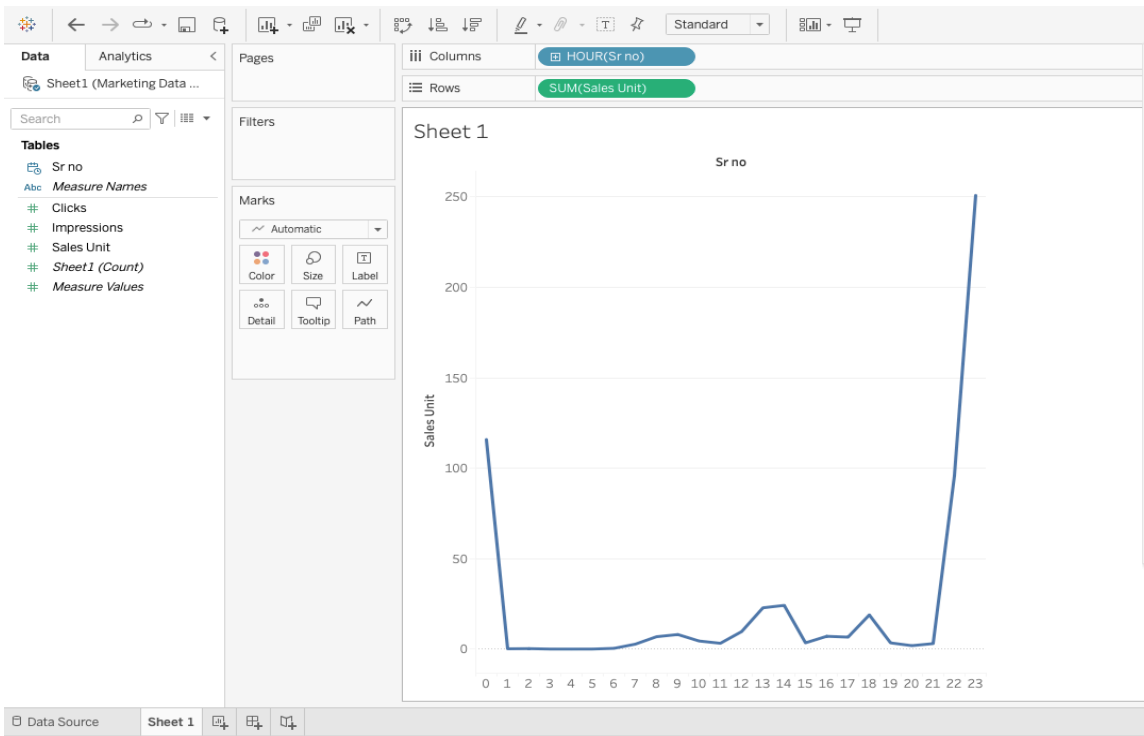 Standard
Data
Analytics
Pages
Columns
HOUR(Sr no)
Sheet1 (Marketing Data ...
Rows
SUM(Sales Unit)
Search
Filters
Sheet 1
Tables
Sr no
Sr no
Abc Measure Names
Marks
Clicks
Impressions
Automatic
Sales Unit
Sheet1 (Count)
Color Size Label
Measure Values
Detail Tooltip Path
250
200
150
Sales Unit
100
50
0
0 1 2 3 4 5 6 7 8 9 10 11 12 13 14 15 16 17 18 19 20 21 22 23
Data Source
Sheet 1